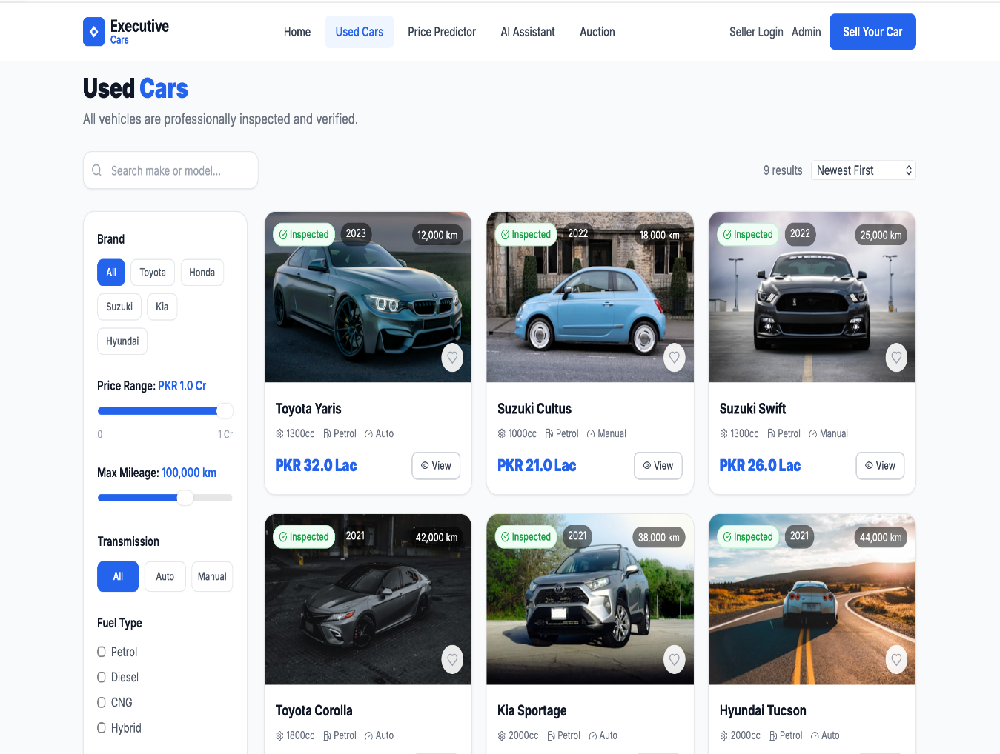 Executive
Cars
Home Used Cars Price Predictor AI Assistant Auction Seller Login Admin Sell Your Car
Used Cars
All vehicles are professionally inspected and verified.
Search make or model...
9 results Newest First
Brand
All Toyota Honda
Suzuki Kia
Hyundai
Price Range: PKR 1.0 Cr
0 1 Cr
Max Mileage: 100,000 km
Transmission
All Auto Manual
Fuel Type
Petrol
Diesel
CNG
Hybrid
Inspected 2023 12,000 km
Toyota Yaris
1300cc Petrol Auto
PKR 32.0 Lac View
Inspected 2022 18,000 km
Suzuki Cultus
1000cc Petrol Manual
PKR 21.0 Lac View
Inspected 2022 25,000 km
STEEDA
Suzuki Swift
1300cc Petrol Manual
PKR 26.0 Lac View
Inspected 2021 42,000 km
Toyota Corolla
1800cc Petrol Auto
Inspected 2021 38,000 km
Kia Sportage
2000cc Petrol Auto
Inspected 2021 44,000 km
Hyundai Tucson
2000cc Petrol Auto